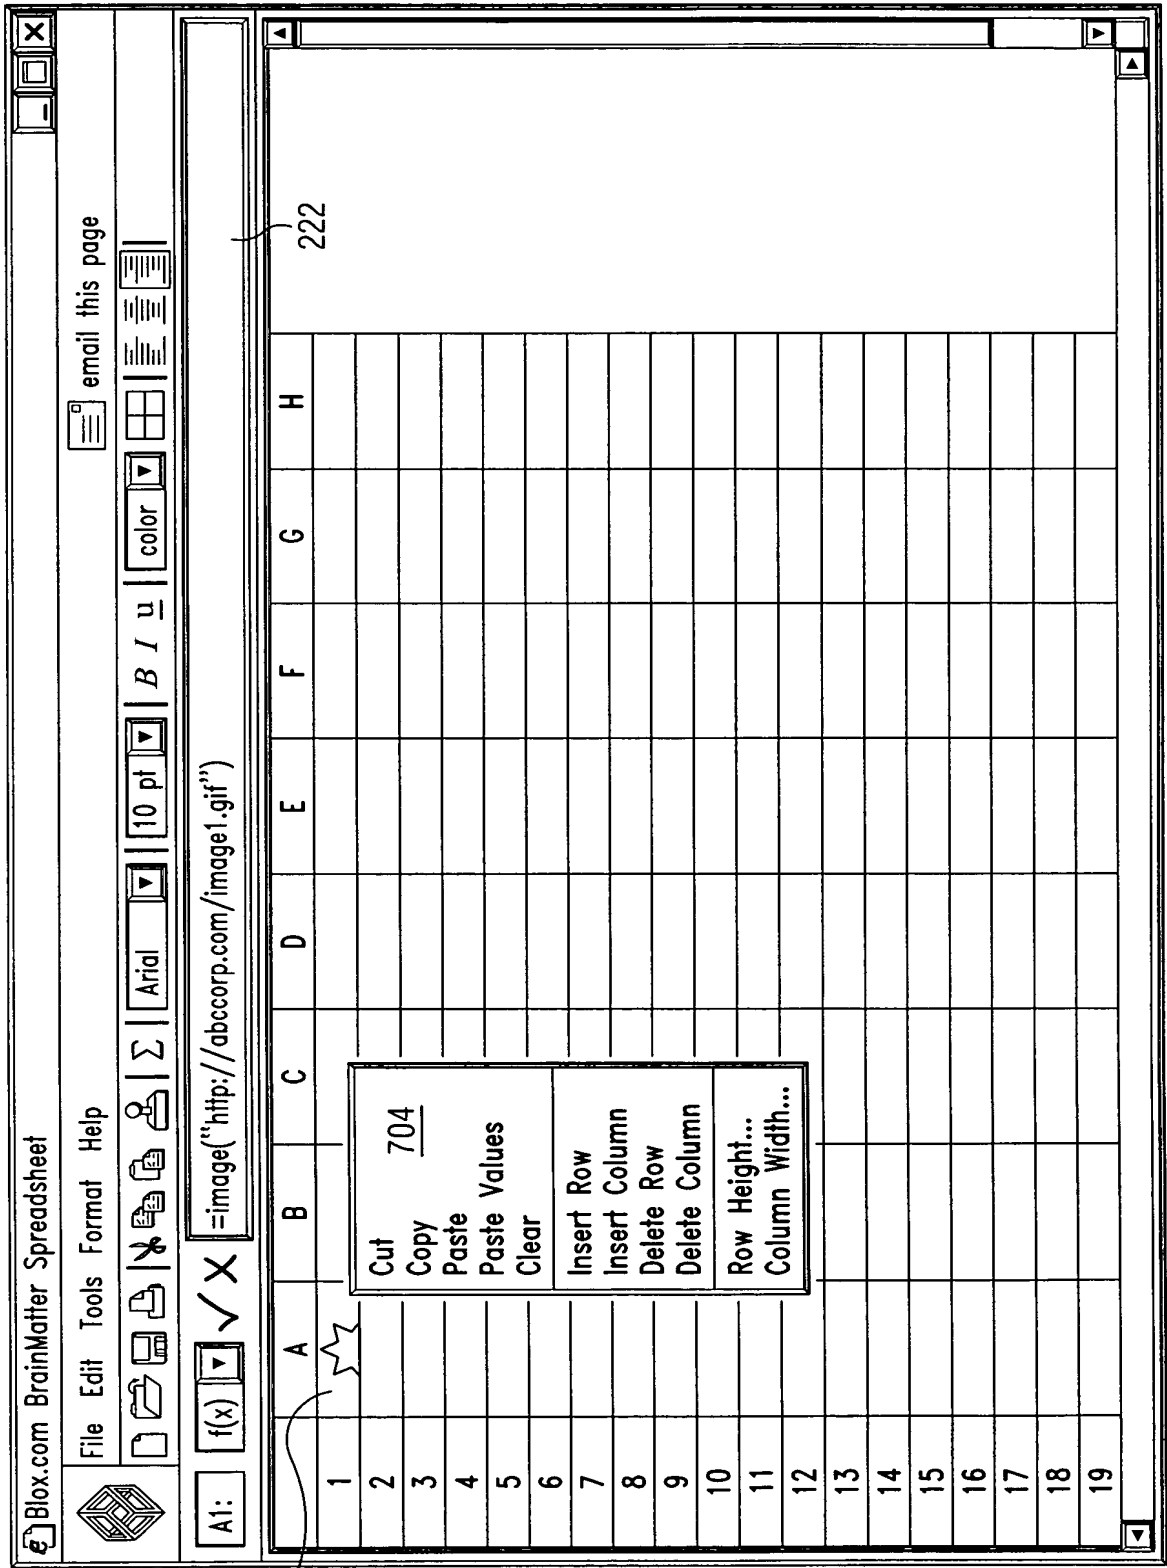 Blox.com BrainMatter Spreadsheet
File Edit Tools Format Help email this page
Σ Arial 10 pt B I u color
A1: f(x) =image("http://abccorp.com/image1.gif")
222
A B C D E F G H
1
2
3
4
5
6
7
8
9
10
11
12
13
14
15
16
17
18
19
704
Cut
Copy
Paste
Paste Values
Clear
Insert Row
Insert Column
Delete Row
Delete Column
Row Height...
Column Width...